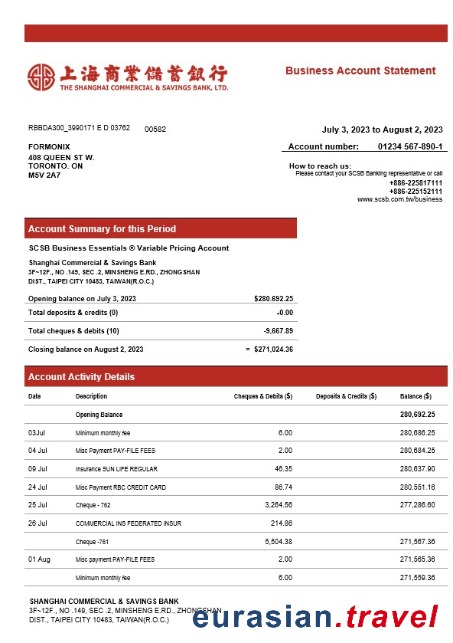 上海商業儲蓄銀行
THE SHANGHAI COMMERCIAL & SAVINGS BANK, LTD.
Business Account Statement
RBBDA300_3990171 E D 03762 00582
July 3, 2023 to August 2, 2023
FORMONIX
408 QUEEN ST W.
TORONTO, ON
M5V 2A7
Account number: 01234 567-890-1
How to reach us:
Please contact your SCSB Banking representative or call
+886-225817111
+886-225152111
www.scsb.com.tw/business
Account Summary for this Period
SCSB Business Essentials ® Variable Pricing Account
Shanghai Commercial & Savings Bank
3F~12F., NO .149, SEC .2, MINSHENG E.RD., ZHONGSHAN
DIST., TAIPEI CITY 10483, TAIWAN(R.O.C.)
Opening balance on July 3, 2023 $280.692.25
Total deposits & credits (0) -0.00
Total cheques & debits (10) -9,667.89
Closing balance on August 2, 2023 = $271,024.36
Account Activity Details
Date Description Cheques & Debits ($) Deposits & Credits ($) Balance ($)
Opening Balance 280,692.25
03Jul Minimum monthly fee 6.00 280,686.25
04 Jul Misc Payment PAY-FILE FEES 2.00 280,684.25
09 Jul Insurance SUN LIFE REGULAR 46.35 280,637.90
24 Jul Misc Payment RBC CREDIT CARD 86.74 280,551.16
25 Jul Cheque - 762 3,264.56 277,286.60
26 Jul COMMERCIAL INS FEDERATED INSUR 214.86
Cheque -761 5,504.38 271,567.36
01 Aug Misc payment PAY-FILE FEES 2.00 271,565.36
Minimum monthly fee 6.00 271,559.36
SHANGHAI COMMERCIAL & SAVINGS BANK
3F~12F., NO .149, SEC .2, MINSHENG E.RD., ZHONGSHAN
DIST., TAIPEI CITY 10483, TAIWAN(R.O.C.)
eurasian.travel